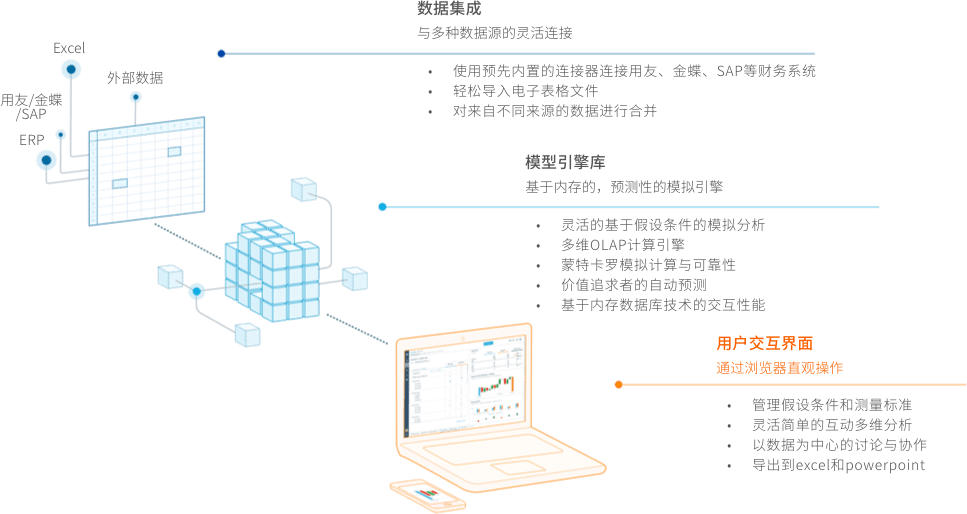 数据集成
与多种数据源的灵活连接
Excel
外部数据
用友/金蝶
/SAP
ERP
• 使用预先内置的连接器连接用友、金蝶、SAP等财务系统
• 轻松导入电子表格文件
• 对来自不同来源的数据进行合并
模型引擎库
基于内存的，预测性的模拟引擎
• 灵活的基于假设条件的模拟分析
• 多维OLAP计算引擎
• 蒙特卡罗模拟计算与可靠性
• 价值追求者的自动预测
• 基于内存数据库技术的交互性能
用户交互界面
通过浏览器直观操作
• 管理假设条件和测量标准
• 灵活简单的互动多维分析
• 以数据为中心的讨论与协作
• 导出到excel和powerpoint